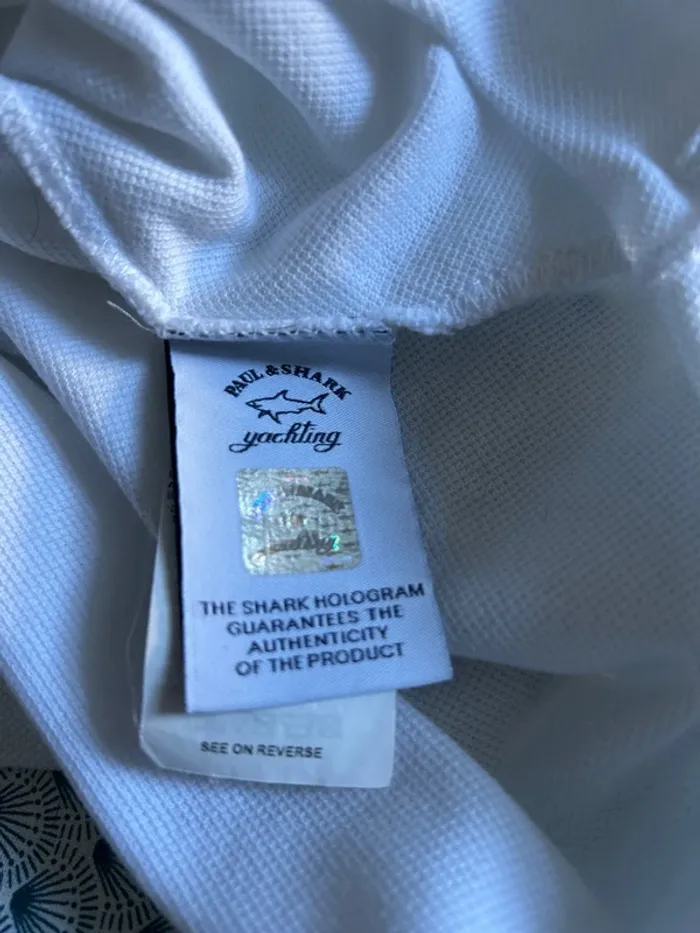 PAUL & SHARK
yachting
THE SHARK HOLOGRAM
GUARANTEES THE
AUTHENTICITY
OF THE PRODUCT
SEE ON REVERSE